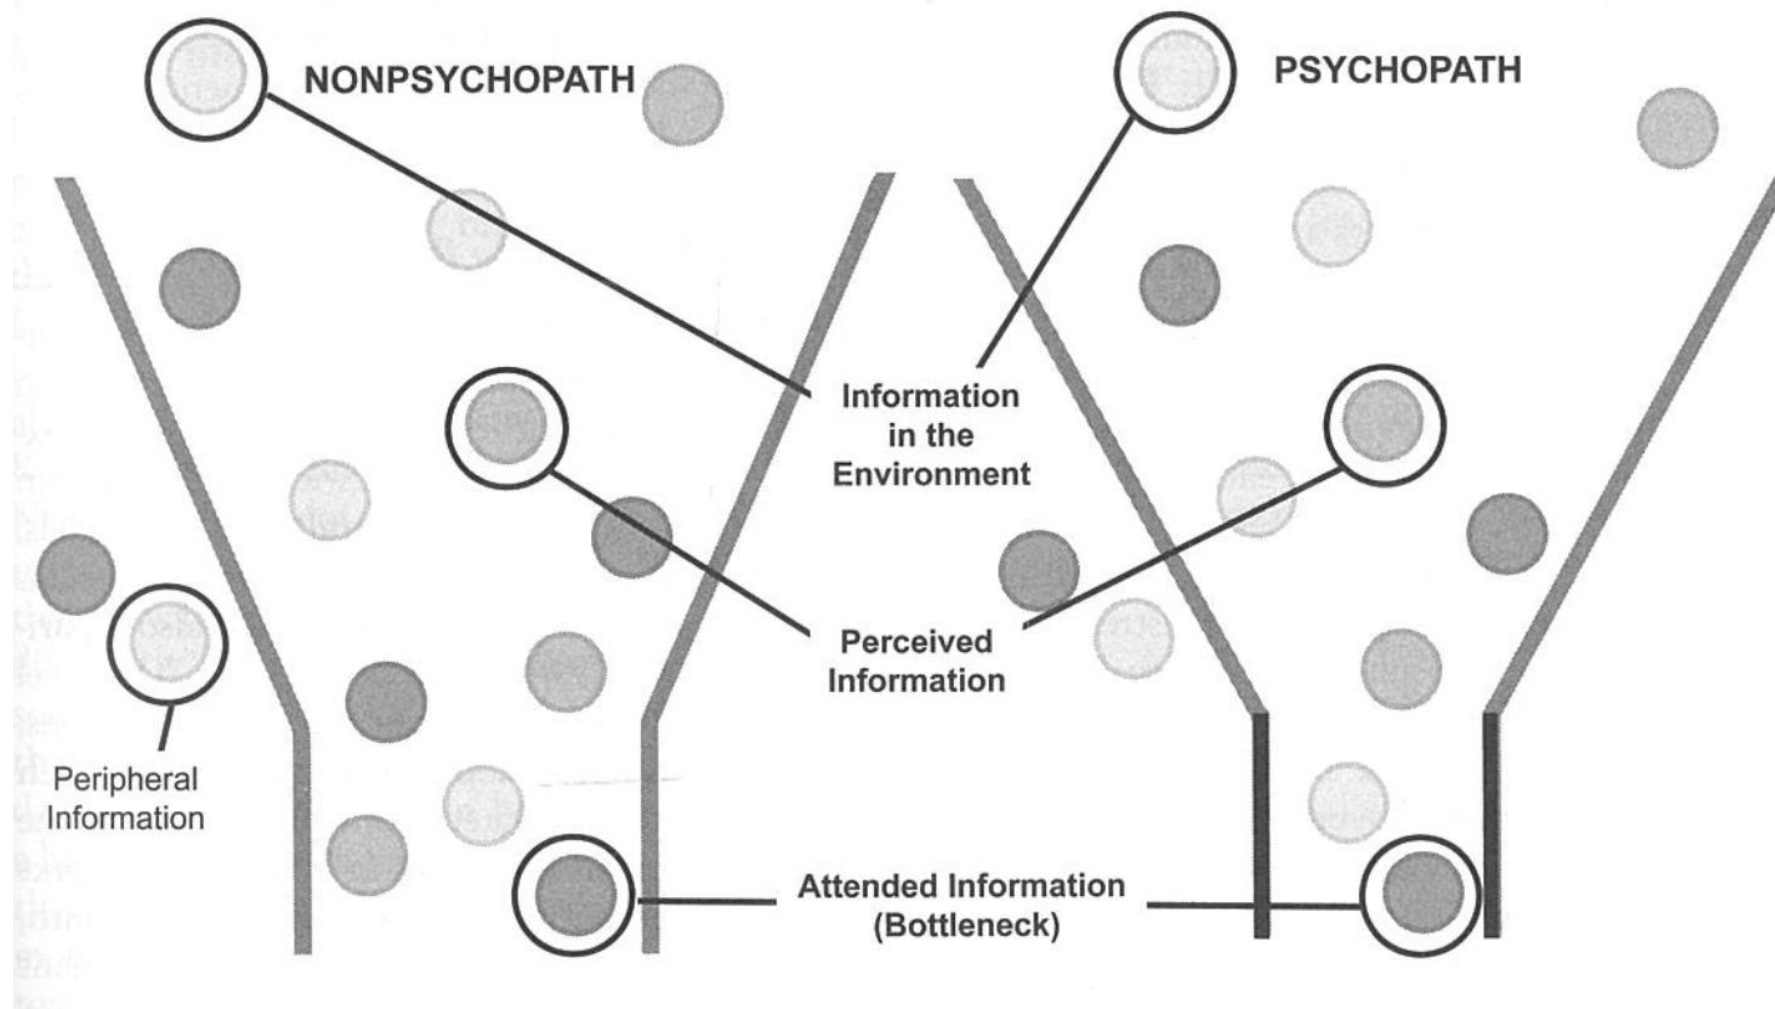 NONPSYCHOPATH
PSYCHOPATH
Information
in the
Environment
Perceived
Information
Peripheral
Information
Attended Information
(Bottleneck)